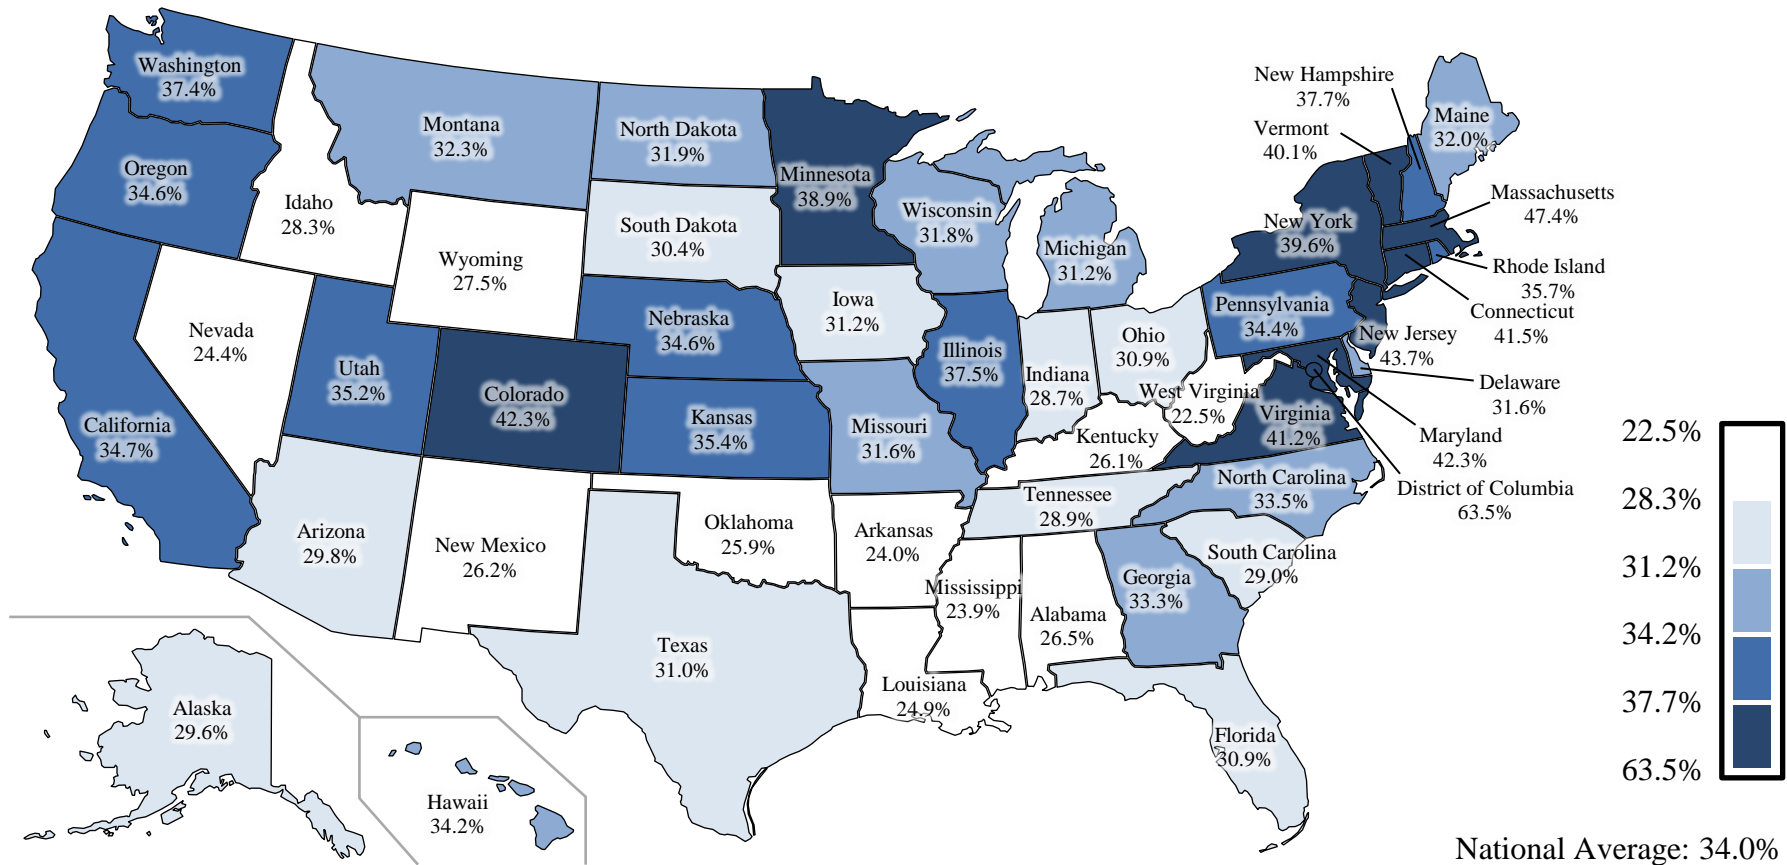 Washington
37.4%
Oregon
34.6%
California
34.7%
Idaho
28.3%
Nevada
24.4%
Montana
32.3%
Wyoming
27.5%
Utah
35.2%
Colorado
42.3%
Arizona
29.8%
New Mexico
26.2%
North Dakota
31.9%
South Dakota
30.4%
Nebraska
34.6%
Kansas
35.4%
Oklahoma
25.9%
Texas
31.0%
Minnesota
38.9%
Iowa
31.2%
Missouri
31.6%
Arkansas
24.0%
Louisiana
24.9%
Wisconsin
31.8%
Illinois
37.5%
Michigan
31.2%
Indiana
28.7%
Ohio
30.9%
Kentucky
26.1%
Tennessee
28.9%
Mississippi
23.9%
Alabama
26.5%
Georgia
33.3%
Florida
30.9%
South Carolina
29.0%
North Carolina
33.5%
Virginia
41.2%
West Virginia
22.5%
Pennsylvania
34.4%
New York
39.6%
Vermont
40.1%
New Hampshire
37.7%
Maine
32.0%
Massachusetts
47.4%
Rhode Island
35.7%
Connecticut
41.5%
New Jersey
43.7%
Delaware
31.6%
Maryland
42.3%
District of Columbia
63.5%
Alaska
29.6%
Hawaii
34.2%
22.5%
28.3%
31.2%
34.2%
37.7%
63.5%
National Average: 34.0%